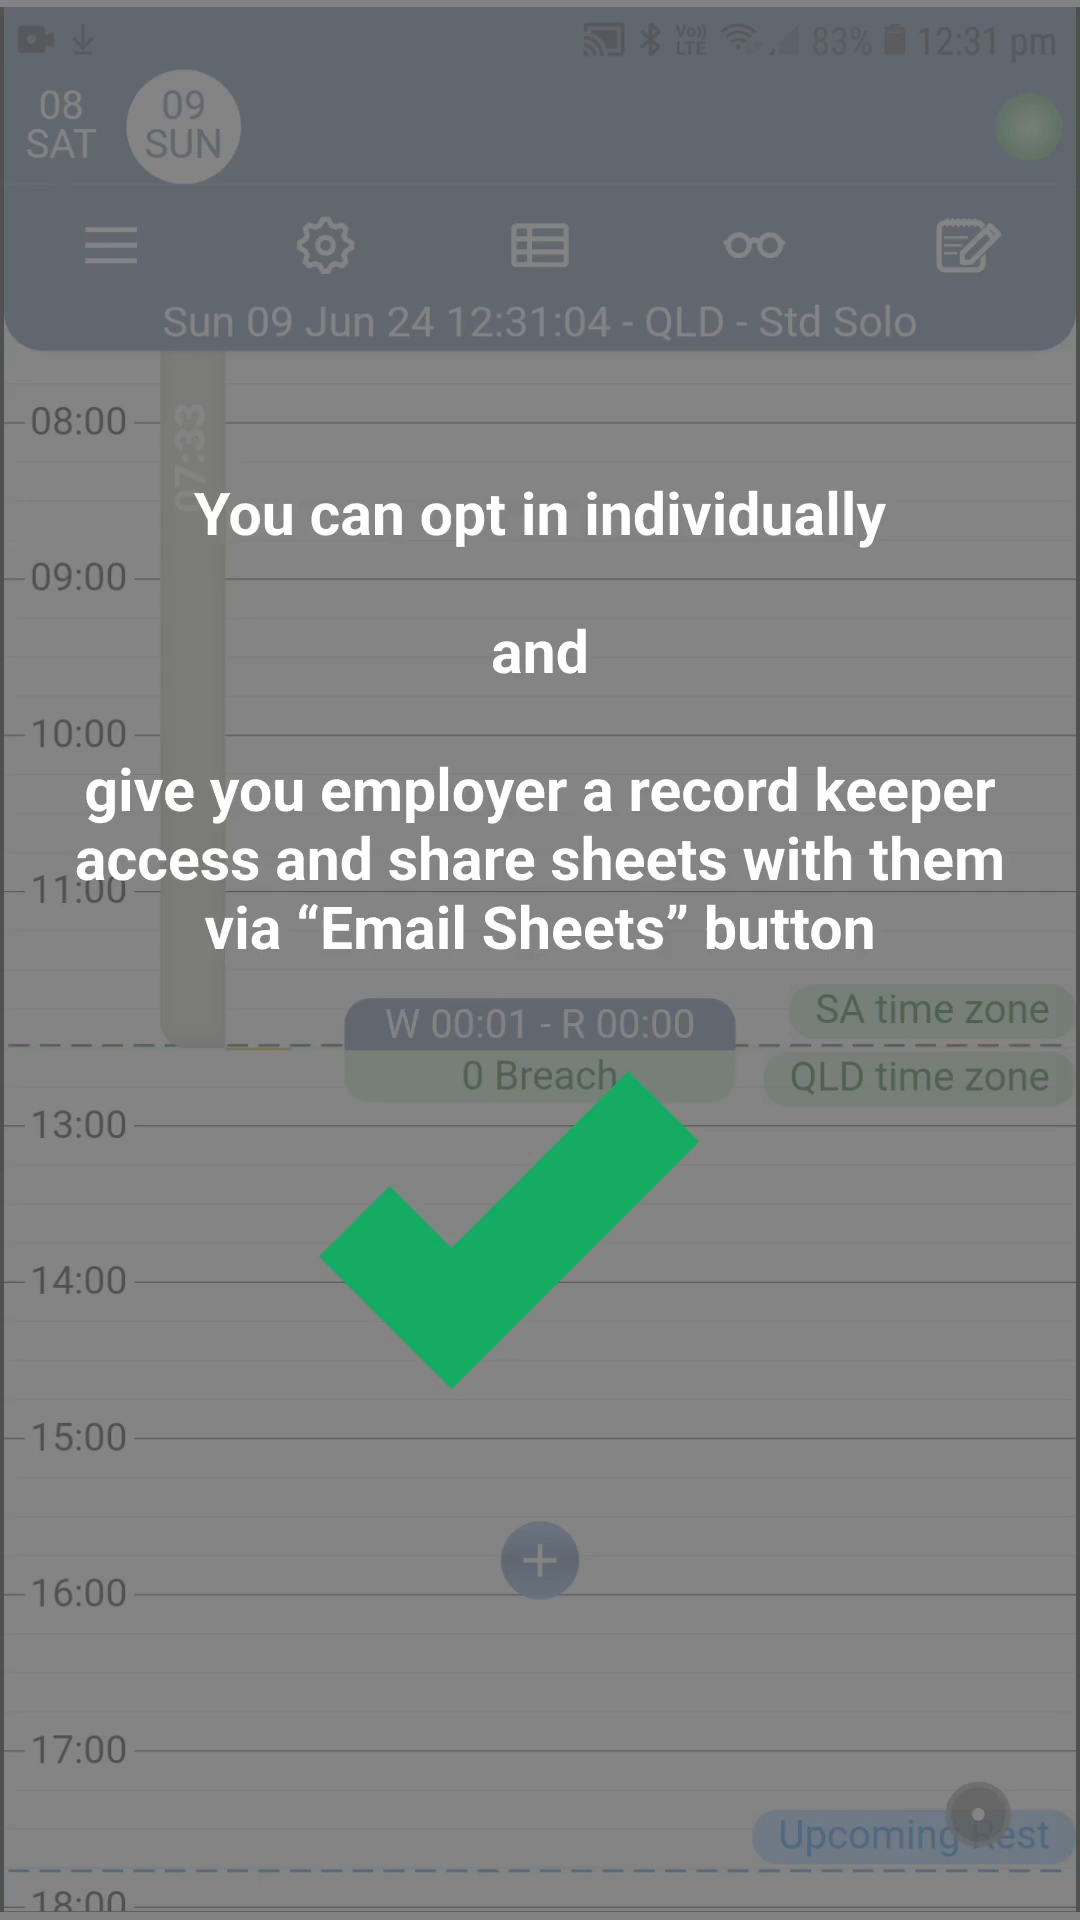 Vo)) LTE 83% 12:31 pm
08 SAT
09 SUN
Sun 09 Jun 24 12:31:04 - QLD - Std Solo
08:00
07:33
You can opt in individually
09:00
and
10:00
give you employer a record keeper
access and share sheets with them
11:00
via “Email Sheets” button
W 00:01 - R 00:00
SA time zone
0 Breach
QLD time zone
13:00
14:00
15:00
+
16:00
17:00
Upcoming Rest
18:00